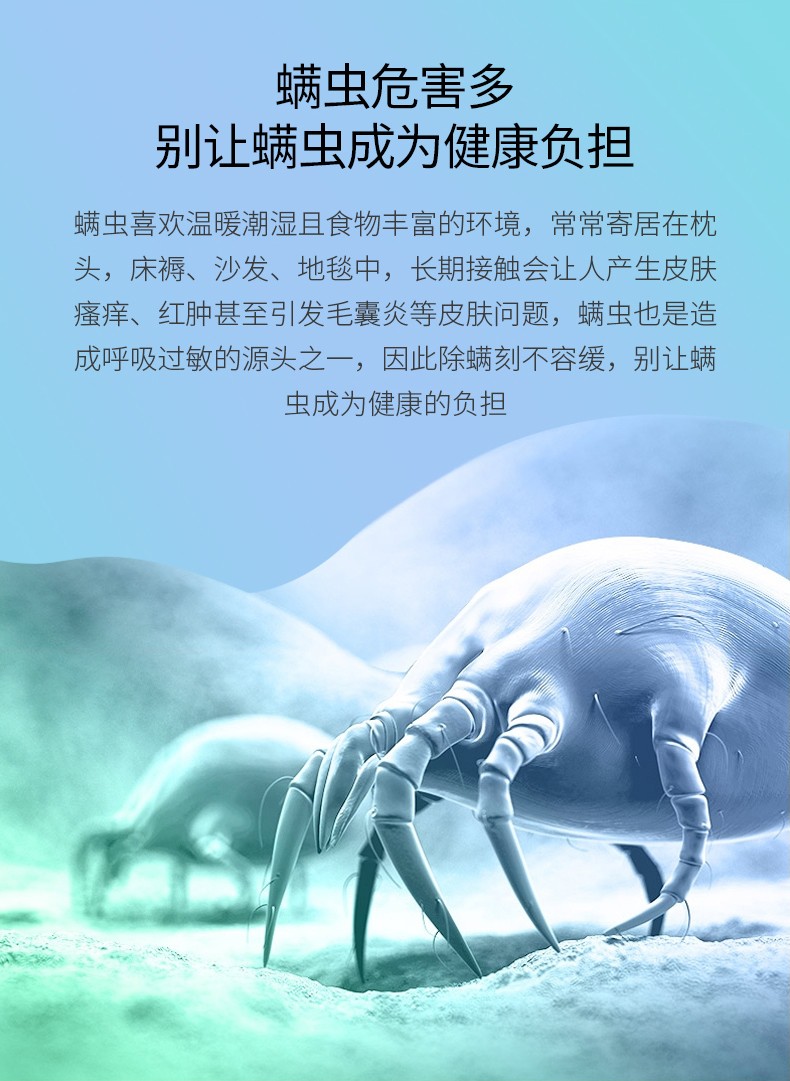 螨虫危害多
别让螨虫成为健康负担
螨虫喜欢温暖潮湿且食物丰富的环境，常常寄居在枕
头，床褥、沙发、地毯中，长期接触会让人产生皮肤
瘙痒、红肿甚至引发毛囊炎等皮肤问题，螨虫也是造
成呼吸过敏的源头之一，因此除螨刻不容缓，别让螨
虫成为健康的负担